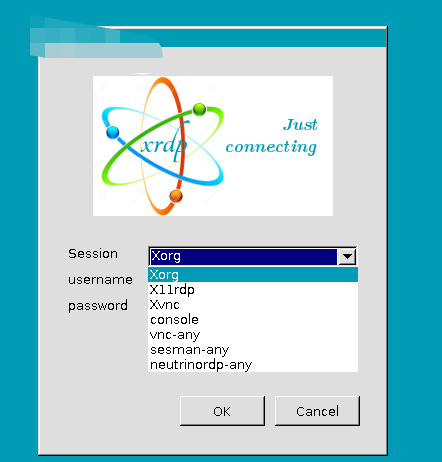 xrdp
Just
connecting
Session
Xorg
username
Xorg
X11rdp
password
Xvnc
console
vnc-any
sesman-any
neutrinordp-any
OK
Cancel